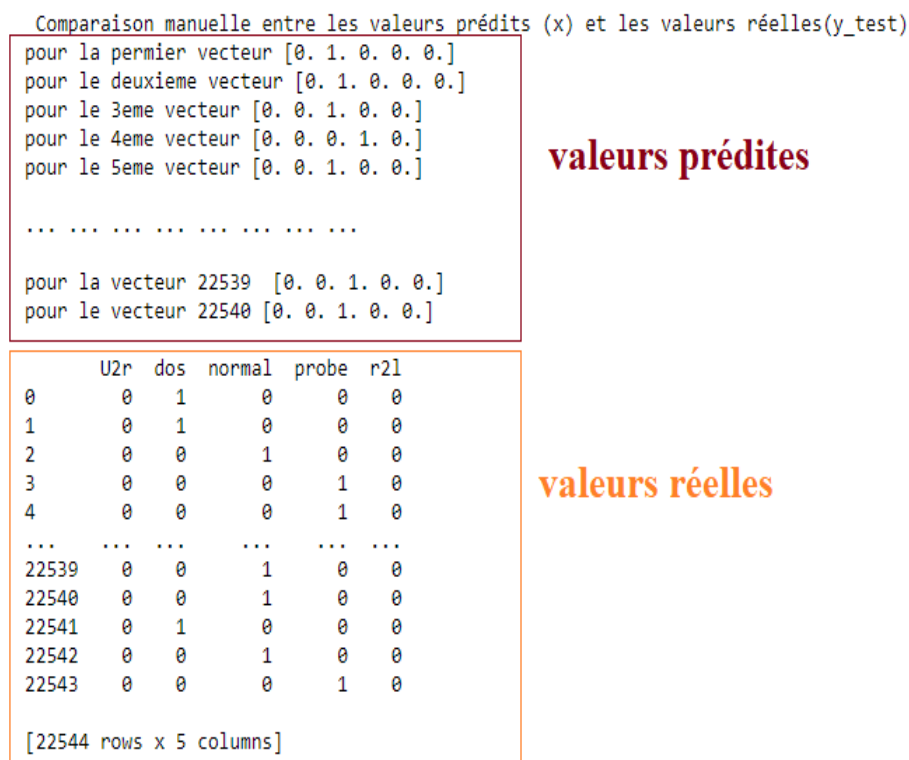 Comparaison manuelle entre les valeurs prédits (x) et les valeurs réelles(y_test)
pour la permier vecteur [0. 1. 0. 0. 0.]
pour le deuxieme vecteur [0. 1. 0. 0. 0.]
pour le 3eme vecteur [0. 0. 1. 0. 0.]
pour le 4eme vecteur [0. 0. 0. 1. 0.]
pour le 5eme vecteur [0. 0. 1. 0. 0.]
valeurs prédites
... ... ... ... ... ... ... ...
pour la vecteur 22539  [0. 0. 1. 0. 0.]
pour le vecteur 22540 [0. 0. 1. 0. 0.]
U2r dos normal probe r2l
0 0 1 0 0 0
1 0 1 0 0 0
2 0 0 1 0 0
3 0 0 0 1 0
4 0 0 0 1 0
valeurs réelles
... ... ... ... ... ...
22539 0 0 1 0 0
22540 0 0 1 0 0
22541 0 1 0 0 0
22542 0 0 1 0 0
22543 0 0 0 1 0
[22544 rows x 5 columns]